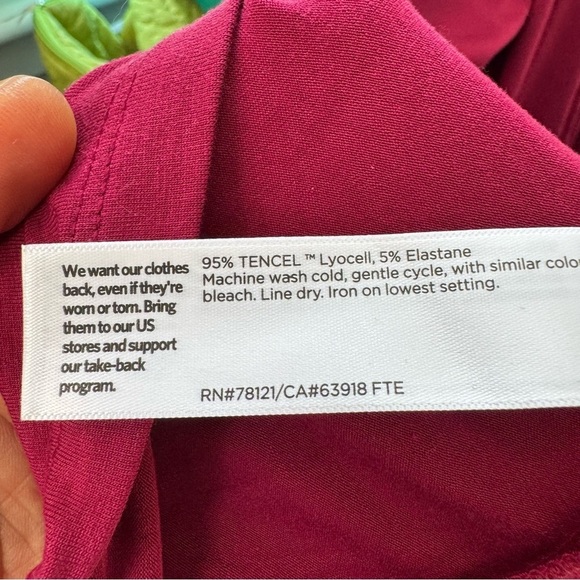 We want our clothes
back, even if they're
worn or torn. Bring
them to our US
stores and support
our take-back
program.
95% TENCEL ™ Lyocell, 5% Elastane
Machine wash cold, gentle cycle, with similar
bleach. Line dry. Iron on lowest setting.
RN#78121/CA#63918 FTE